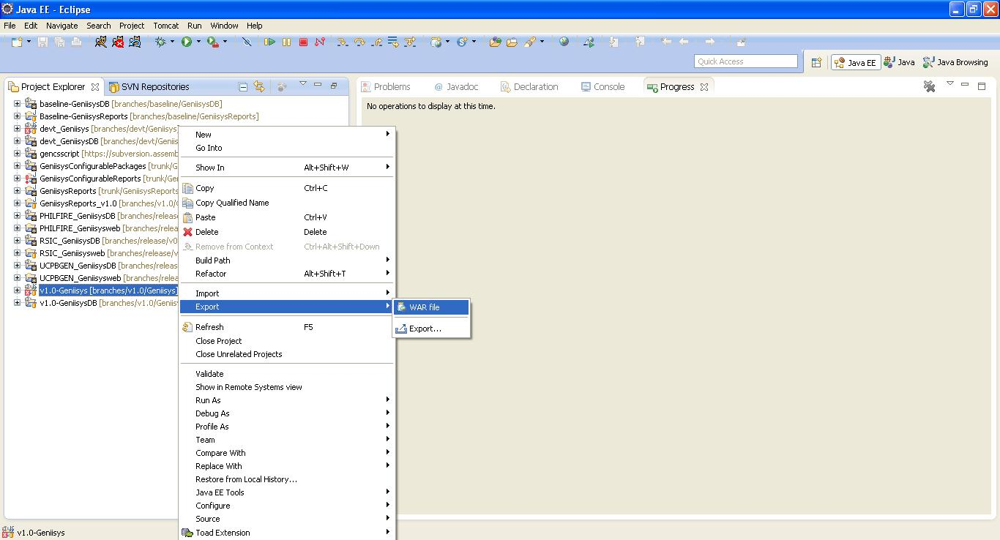 Java EE - Eclipse
File Edit Navigate Search Project Tomcat Run Window Help
Quick Access
Java EE Java Java Browsing
Project Explorer SVN Repositories
Problems @ Javadoc Declaration Console Progress
No operations to display at this time.
baseline-GeniisysDB [branches/baseline/GeniisysDB]
Baseline-GeniisysReports [branches/baseline/GeniisysReports]
devt_Geniisys [branches/devt/Geniisys]
devt_GeniisysDB [branches/devt/Geniis
gencsscript [https://subversion.assemb
GeniisysConfigurablePackages [trunk/G
GeniisysConfigurableReports [trunk/Ge
GeniisysReports [trunk/GeniisysReports
GeniisysReports_v1.0 [branches/v1.0/G
PHILFIRE_GeniisysDB [branches/release
PHILFIRE_Geniisysweb [branches/relea
RSIC_GeniisysDB [branches/release/v0
RSIC_Geniisysweb [branches/release/v
UCPBGEN_GeniisysDB [branches/releas
UCPBGEN_Geniisysweb [branches/relea
v1.0-Geniisys [branches/v1.0/Geniisys]
v1.0-GeniisysDB [branches/v1.0/Geniis
New
Go Into
Show In Alt+Shift+W
Copy Ctrl+C
Copy Qualified Name
Paste Ctrl+V
Delete Delete
Remove from Context Ctrl+Alt+Shift+Down
Build Path
Refactor Alt+Shift+T
Import
Export
WAR file
Export...
Refresh F5
Close Project
Close Unrelated Projects
Validate
Show in Remote Systems view
Run As
Debug As
Profile As
Team
Compare With
Replace With
Restore from Local History...
Java EE Tools
Configure
Source
Toad Extension
v1.0-Geniisys